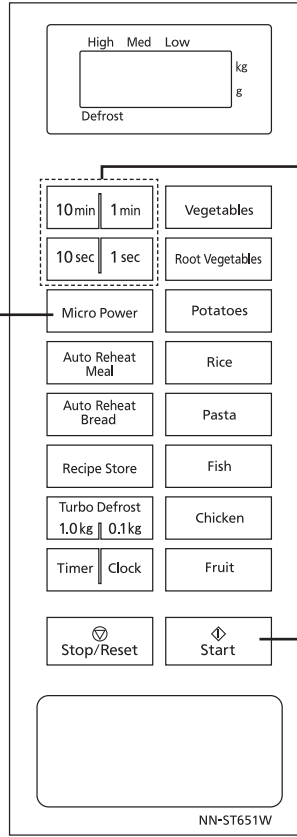 High Med Low
kg
g
Defrost
10 min 1 min Vegetables
10 sec 1 sec Root Vegetables
Micro Power Potatoes
Auto Reheat
Meal
Rice
Auto Reheat
Bread
Pasta
Recipe Store Fish
Turbo Defrost
1.0 kg 0.1 kg
Chicken
Timer Clock Fruit
Stop/Reset Start
NN-ST651W